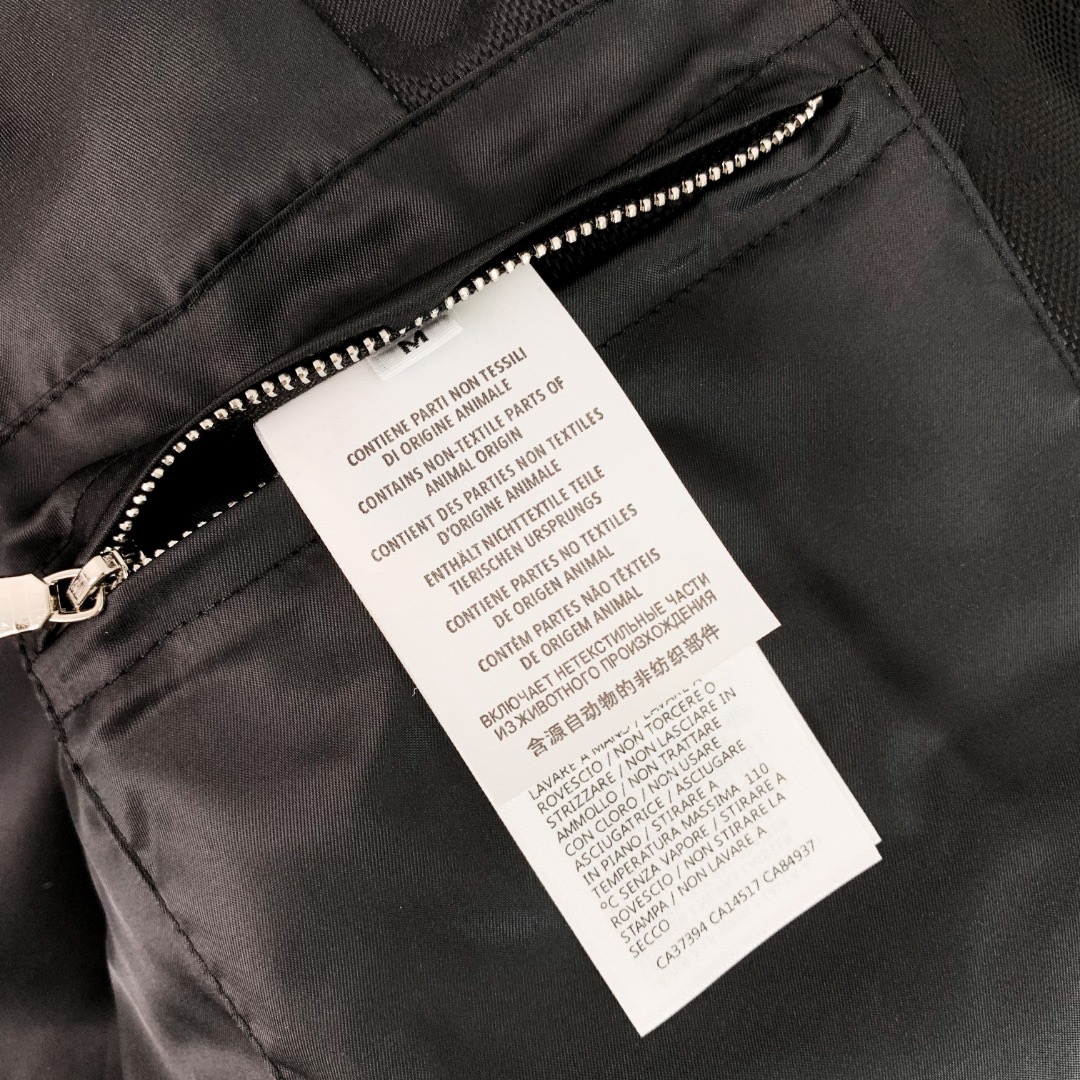 M
CONTIENE PARTI NON TESSILI
DI ORIGINE ANIMALE
CONTAINS NON-TEXTILE PARTS OF
ANIMAL ORIGIN
CONTIENT DES PARTIES NON TEXTILES
D'ORIGINE ANIMALE
ENTHÄLT NICHTTEXTILE TEILE
TIERISCHEN URSPRUNGS
CONTIENE PARTES NO TEXTILES
DE ORIGEN ANIMAL
CONTÉM PARTES NÃO TÊXTEIS
DE ORIGEM ANIMAL
ВКЛЮЧАЕТ НЕТЕКСТИЛЬНЫЕ ЧАСТИ
ИЗ ЖИВОТНОГО ПРОИЗХОЖДЕНИЯ
含源自动物的非纺织部件
LAVARE A MANO / LAVARE A
ROVESCIO / NON TORCERE O
STRIZZARE / NON LASCIARE IN
AMMOLLO / NON TRATTARE
CON CLORO / NON USARE
ASCIUGATRICE / ASCIUGARE
IN PIANO / STIRARE A
TEMPERATURA MASSIMA 110
°C SENZA VAPORE / STIRARE A
ROVESCIO / NON STIRARE LA
STAMPA / NON LAVARE A
SECCO
CA37394 CA14517 CA84937